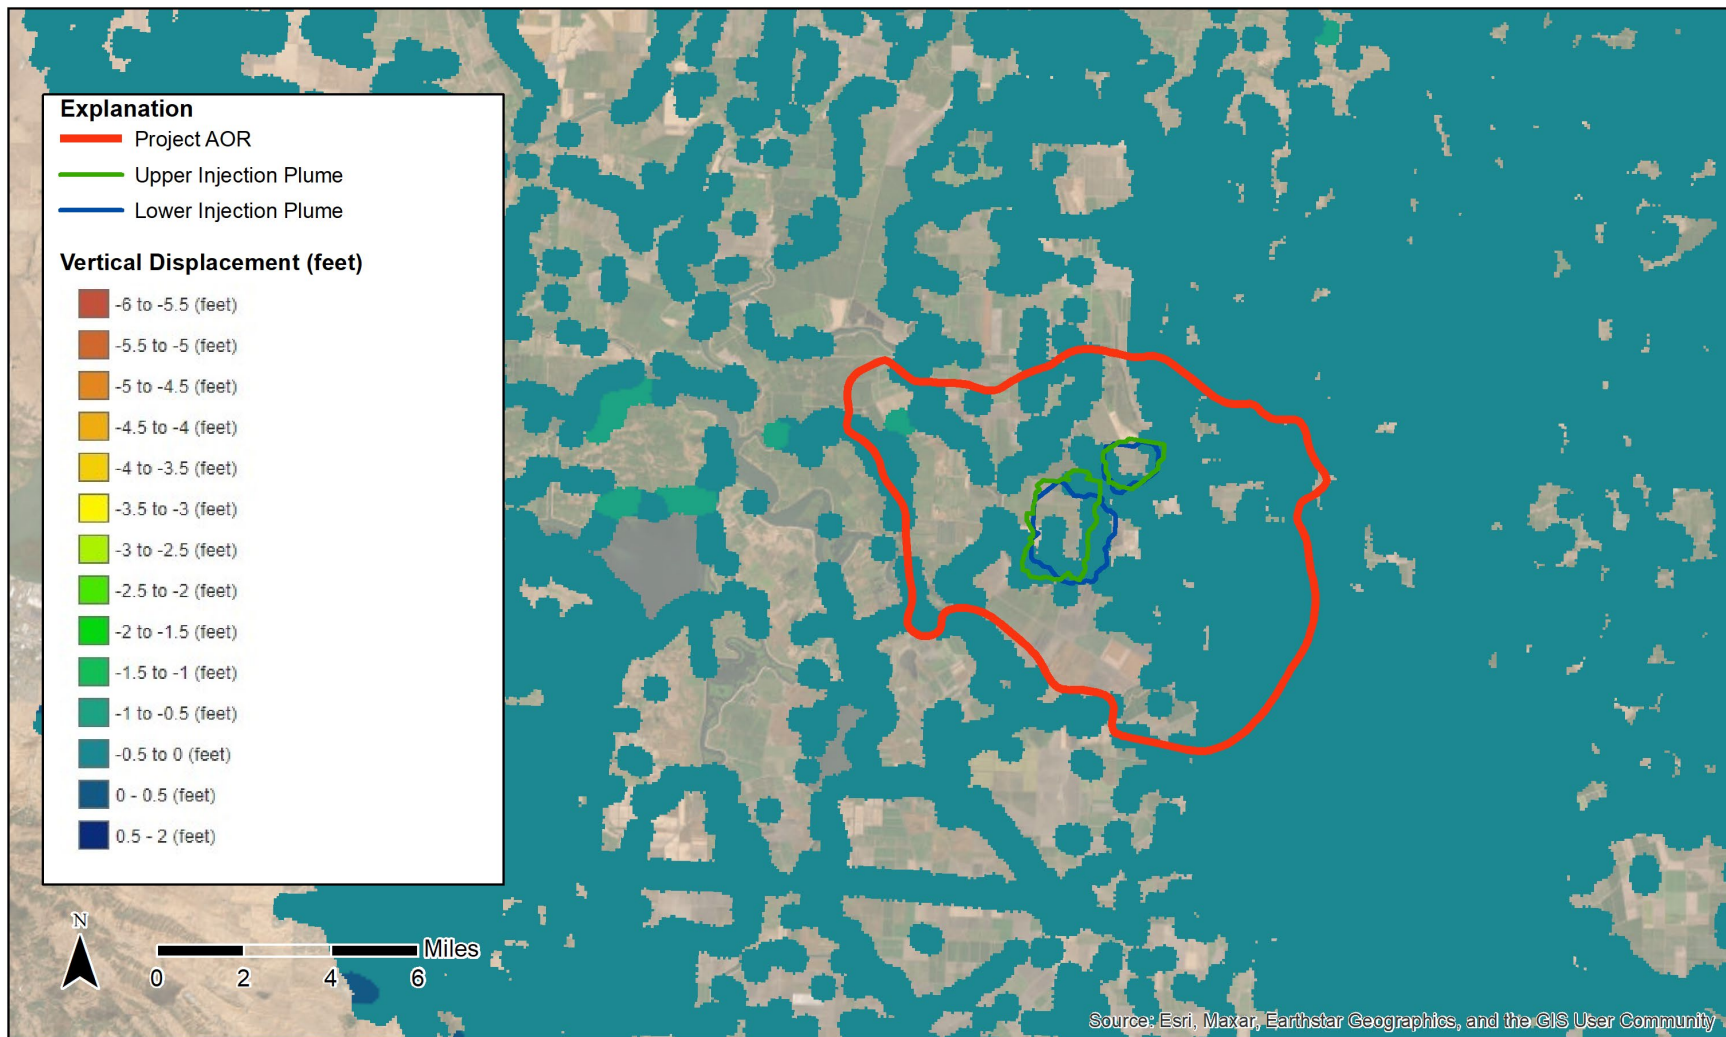 Explanation
Project AOR
Upper Injection Plume
Lower Injection Plume
Vertical Displacement (feet)
-6 to -5.5 (feet)
-5.5 to -5 (feet)
-5 to -4.5 (feet)
-4.5 to -4 (feet)
-4 to -3.5 (feet)
-3.5 to -3 (feet)
-3 to -2.5 (feet)
-2.5 to -2 (feet)
-2 to -1.5 (feet)
-1.5 to -1 (feet)
-1 to -0.5 (feet)
-0.5 to 0 (feet)
0 - 0.5 (feet)
0.5 - 2 (feet)
N
Miles
0 2 4 6
Source: Esri, Maxar, Earthstar Geographics, and the GIS User Community